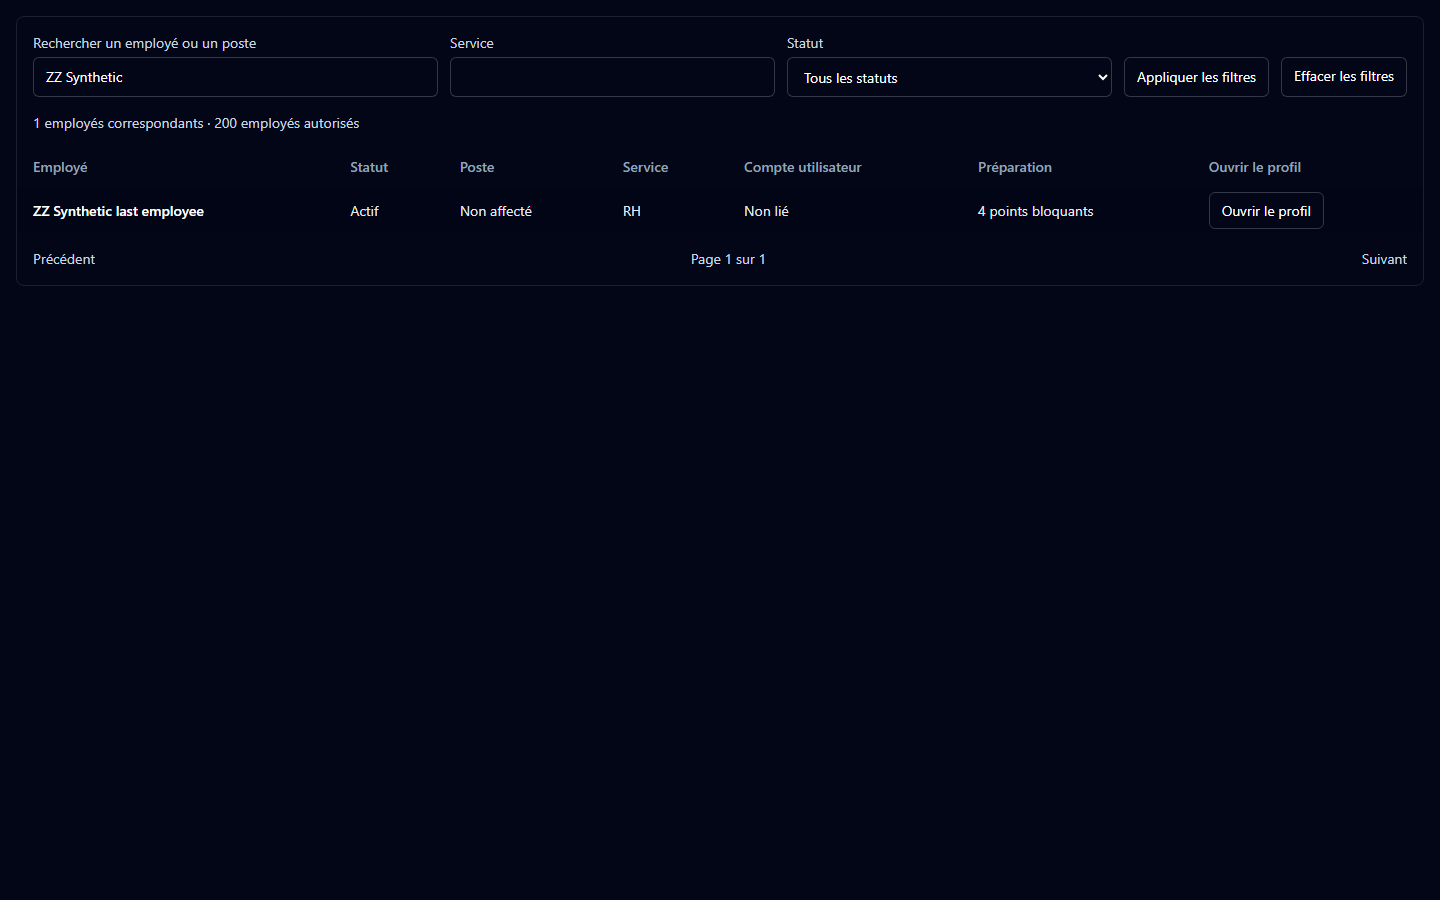 Rechercher un employé ou un poste Service Statut
ZZ Synthetic Tous les statuts Appliquer les filtres Effacer les filtres
1 employés correspondants · 200 employés autorisés
Employé Statut Poste Service Compte utilisateur Préparation Ouvrir le profil
ZZ Synthetic last employee Actif Non affecté RH Non lié 4 points bloquants Ouvrir le profil
Précédent Page 1 sur 1 Suivant